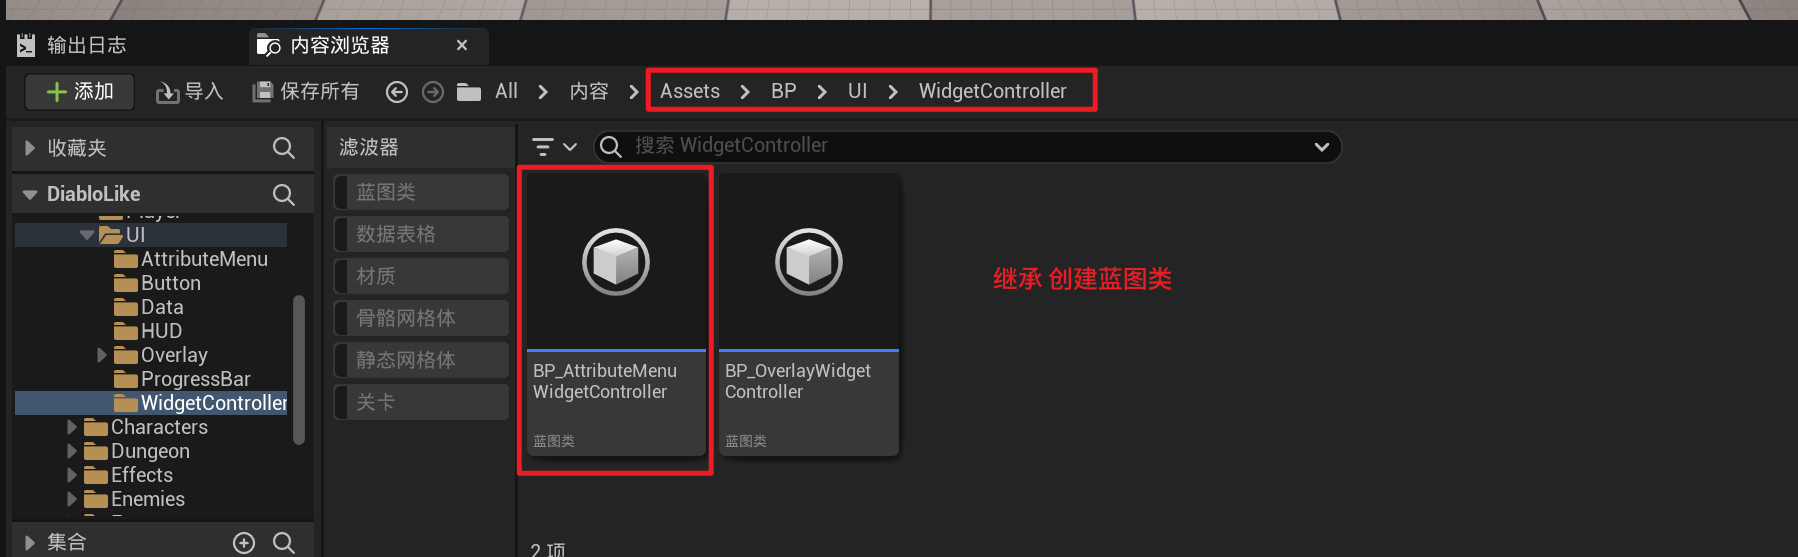 输出日志
内容浏览器
添加
导入
保存所有
All
内容
Assets
BP
UI
WidgetController
收藏夹
DiabloLike
UI
AttributeMenu
Button
Data
HUD
Overlay
ProgressBar
WidgetController
Characters
Dungeon
Effects
Enemies
集合
滤波器
蓝图类
数据表格
材质
骨骼网格体
静态网格体
关卡
搜索 WidgetController
BP_AttributeMenu
WidgetController
蓝图类
BP_OverlayWidget
Controller
蓝图类
继承 创建蓝图类
2 项